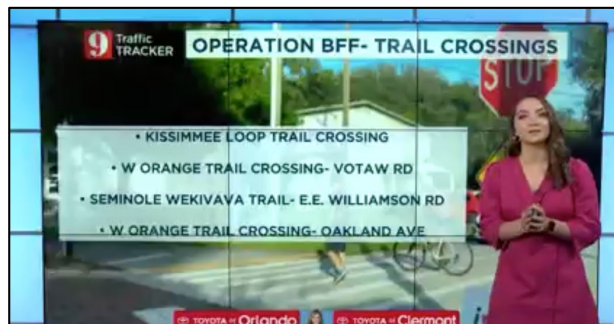 9 Traffic
TRACKER
OPERATION BFF- TRAIL CROSSINGS
STOP
• KISSIMMEE LOOP TRAIL CROSSING
• W ORANGE TRAIL CROSSING- VOTAW RD
• SEMINOLE WEKIVAVA TRAIL- E.E. WILLIAMSON RD
• W ORANGE TRAIL CROSSING- OAKLAND AVE
TOYOTA OF Orlando
TOYOTA OF Clermont